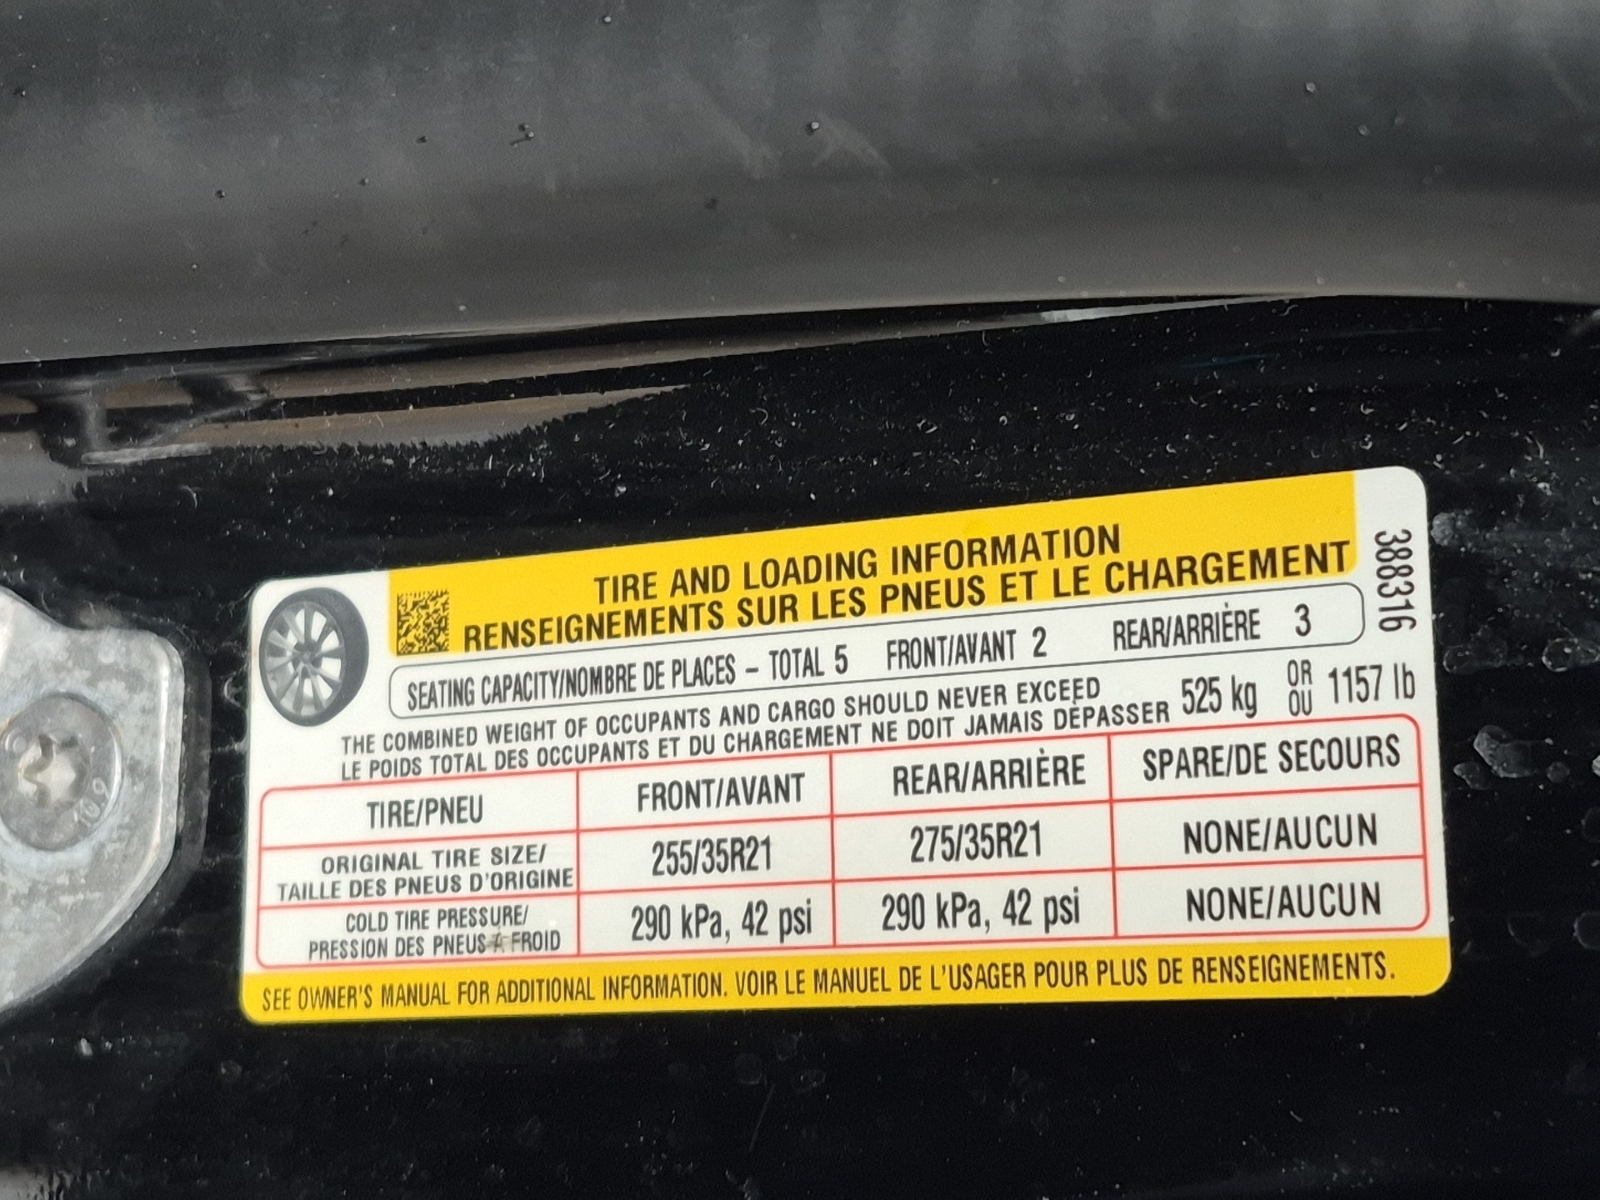 TIRE AND LOADING INFORMATION
RENSEIGNEMENTS SUR LES PNEUS ET LE CHARGEMENT
388316
SEATING CAPACITY/NOMBRE DE PLACES – TOTAL 5 FRONT/AVANT 2 REAR/ARRIÈRE 3
THE COMBINED WEIGHT OF OCCUPANTS AND CARGO SHOULD NEVER EXCEED
LE POIDS TOTAL DES OCCUPANTS ET DU CHARGEMENT NE DOIT JAMAIS DÉPASSER
525 kg OR OU 1157 lb
TIRE/PNEU FRONT/AVANT REAR/ARRIÈRE SPARE/DE SECOURS
ORIGINAL TIRE SIZE/
TAILLE DES PNEUS D'ORIGINE
255/35R21 275/35R21 NONE/AUCUN
COLD TIRE PRESSURE/
PRESSION DES PNEUS À FROID
290 kPa, 42 psi 290 kPa, 42 psi NONE/AUCUN
SEE OWNER'S MANUAL FOR ADDITIONAL INFORMATION. VOIR LE MANUEL DE L'USAGER POUR PLUS DE RENSEIGNEMENTS.
10.9